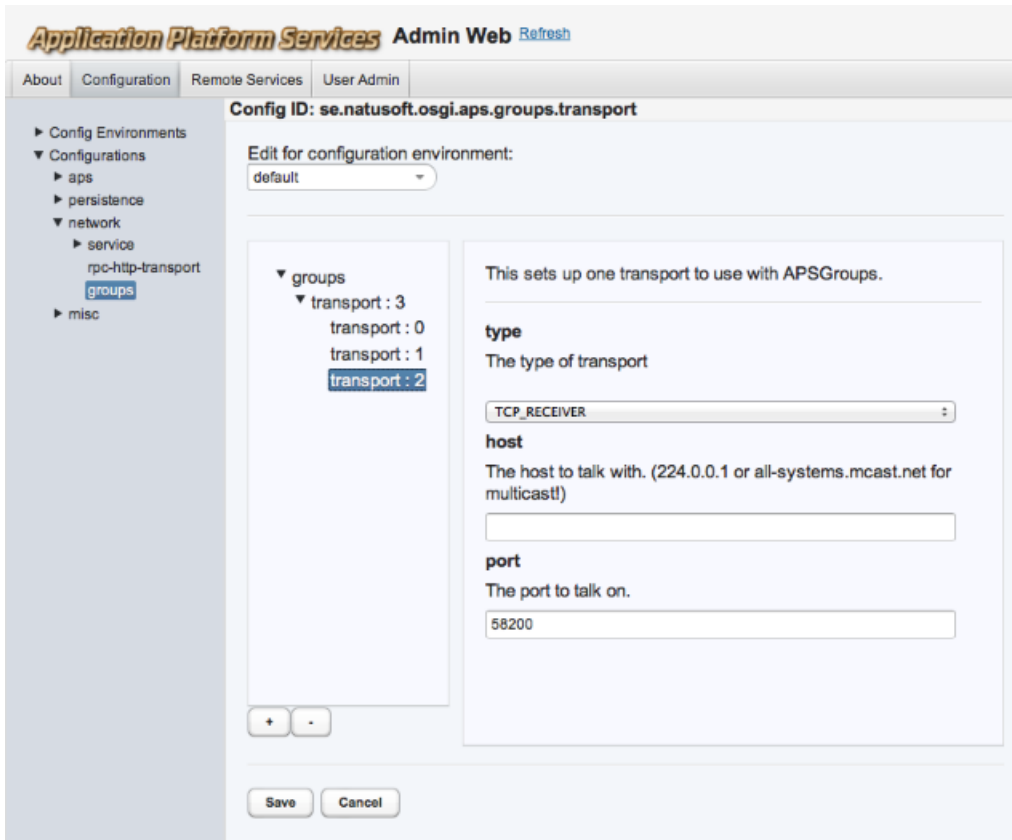 Application Platform Services Admin Web Refresh
About Configuration Remote Services User Admin
Config ID: se.natusoft.osgi.aps.groups.transport
Config Environments
Configurations
aps
persistence
network
service
rpc-http-transport
groups
misc
Edit for configuration environment:
default
groups
transport : 3
transport : 0
transport : 1
transport : 2
+ -
This sets up one transport to use with APSGroups.
type
The type of transport
TCP_RECEIVER
host
The host to talk with. (224.0.0.1 or all-systems.mcast.net for
multicast!)
port
The port to talk on.
58200
Save Cancel